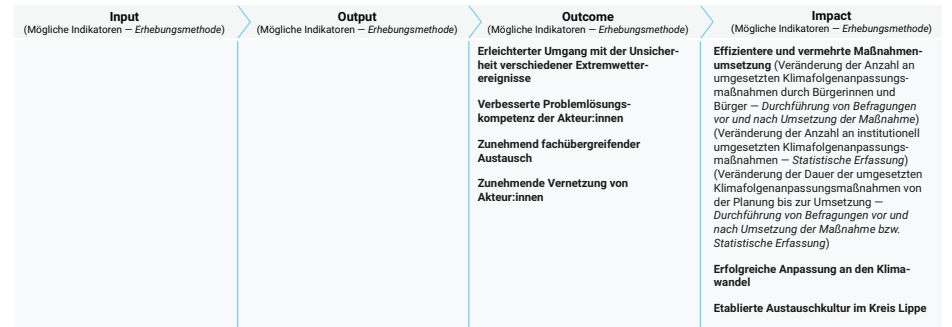 Input
(Mögliche Indikatoren — Erhebungsmethode)
Output
(Mögliche Indikatoren — Erhebungsmethode)
Outcome
(Mögliche Indikatoren — Erhebungsmethode)
Impact
(Mögliche Indikatoren — Erhebungsmethode)
Erleichterter Umgang mit der Unsicher-
heit verschiedener Extremwetter-
ereignisse
Verbesserte Problemlösungs-
kompetenz der Akteur:innen
Zunehmend fachübergreifender
Austausch
Zunehmende Vernetzung von
Akteur:innen
Effizientere und vermehrte Maßnahmen-
umsetzung (Veränderung der Anzahl an
umgesetzten Klimafolgenanpassungs-
maßnahmen durch Bürgerinnen und
Bürger — Durchführung von Befragungen
vor und nach Umsetzung der Maßnahme)
(Veränderung der Anzahl an institutionell
umgesetzten Klimafolgenanpassungs-
maßnahmen — Statistische Erfassung)
(Veränderung der Dauer der umgesetzten
Klimafolgenanpassungsmaßnahmen von
der Planung bis zur Umsetzung —
Durchführung von Befragungen vor und
nach Umsetzung der Maßnahme bzw.
Statistische Erfassung)
Erfolgreiche Anpassung an den Klima-
wandel
Etablierte Austauschkultur im Kreis Lippe